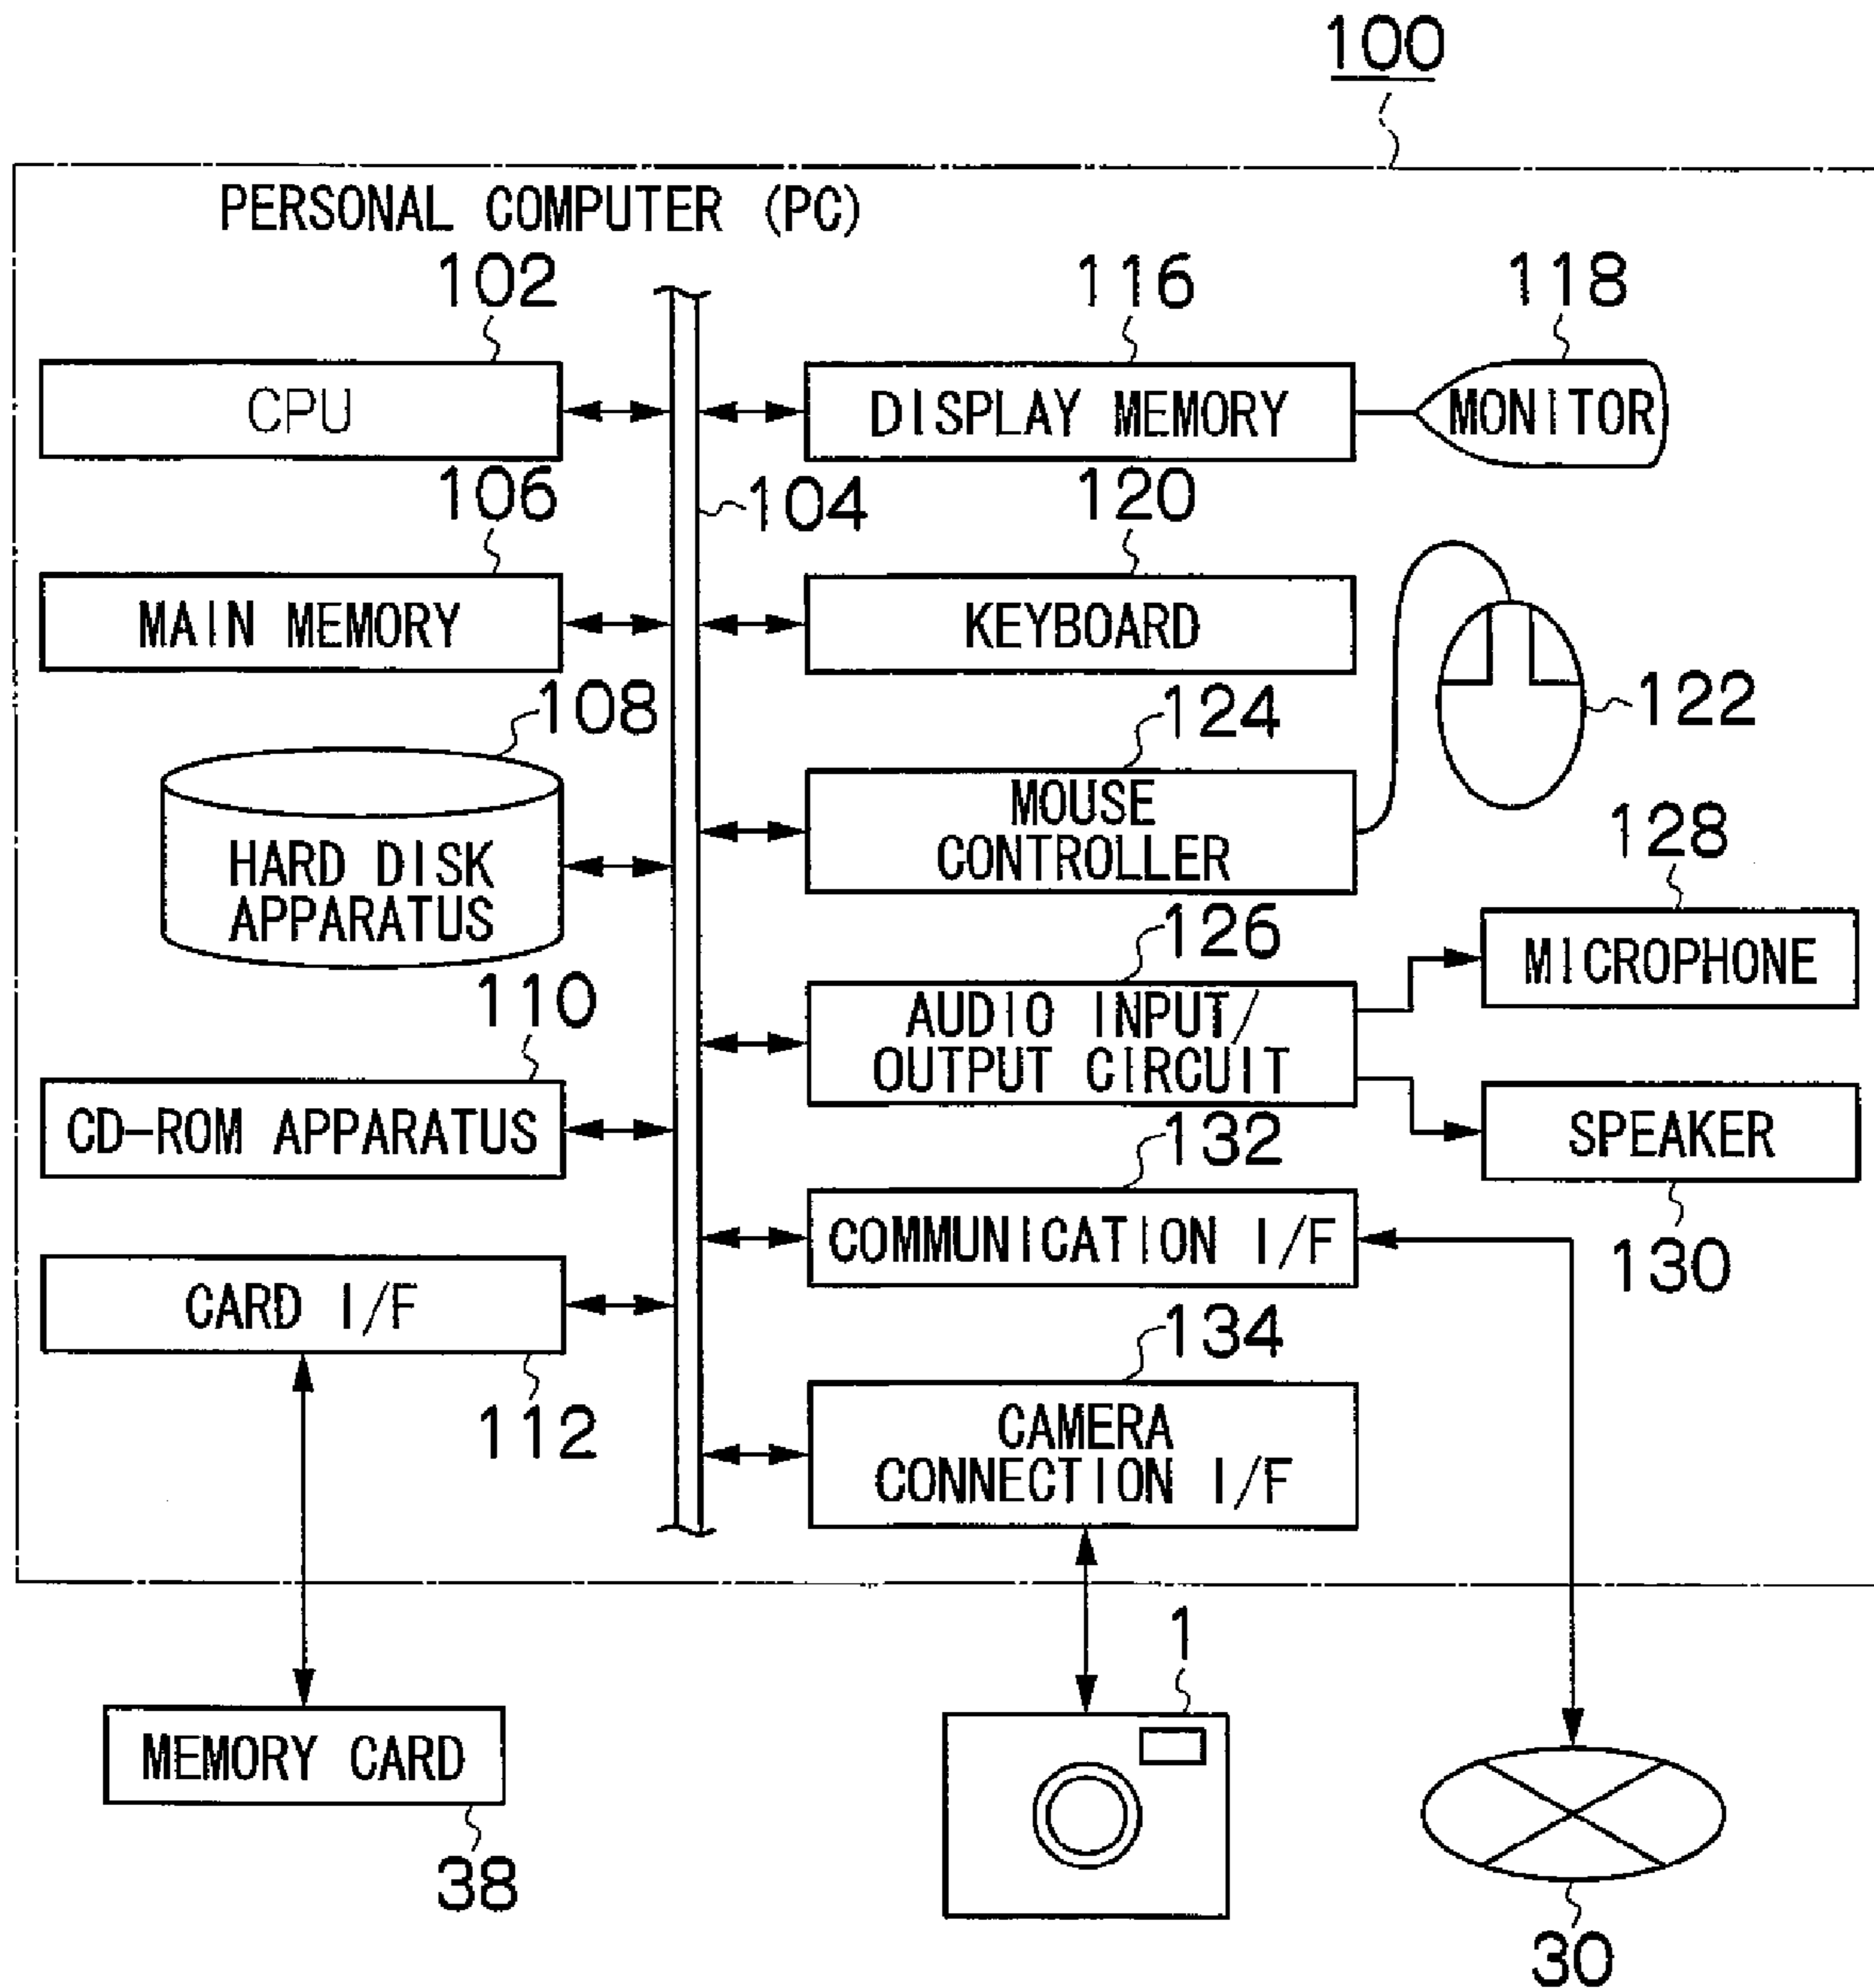 100
PERSONAL COMPUTER (PC)
102
116
118
CPU
DISPLAY MEMORY
MONITOR
106
104
120
MAIN MEMORY
KEYBOARD
108
124
122
HARD DISK
APPARATUS
MOUSE
CONTROLLER
128
110
126
MICROPHONE
AUDIO INPUT/
OUTPUT CIRCUIT
CD-ROM APPARATUS
132
SPEAKER
COMMUNICATION I/F
130
CARD I/F
134
112
CAMERA
CONNECTION I/F
1
MEMORY CARD
38
30